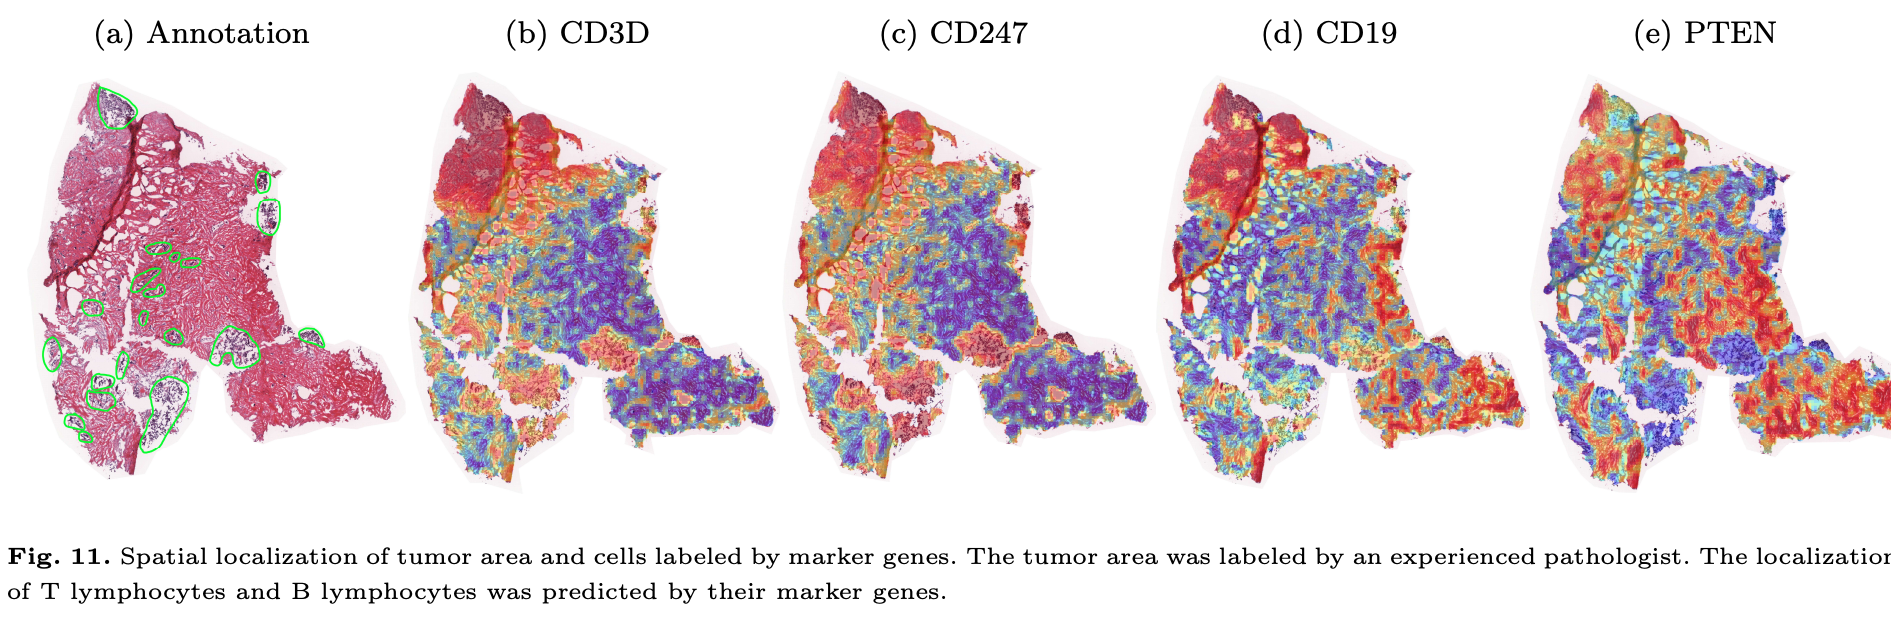 (a) Annotation (b) CD3D (c) CD247 (d) CD19 (e) PTEN
Fig. 11. Spatial localization of tumor area and cells labeled by marker genes. The tumor area was labeled by an experienced pathologist. The localization
of T lymphocytes and B lymphocytes was predicted by their marker genes.